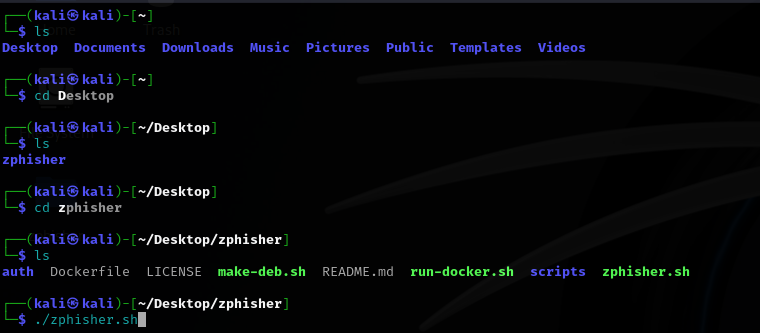 ┌──(kali㉿kali)-[~]
└─$ ls
Desktop Documents Downloads Music Pictures Public Templates Videos
┌──(kali㉿kali)-[~]
└─$ cd Desktop
┌──(kali㉿kali)-[~/Desktop]
└─$ ls
zphisher
┌──(kali㉿kali)-[~/Desktop]
└─$ cd zphisher
┌──(kali㉿kali)-[~/Desktop/zphisher]
└─$ ls
auth Dockerfile LICENSE make-deb.sh README.md run-docker.sh scripts zphisher.sh
┌──(kali㉿kali)-[~/Desktop/zphisher]
└─$ ./zphisher.sh